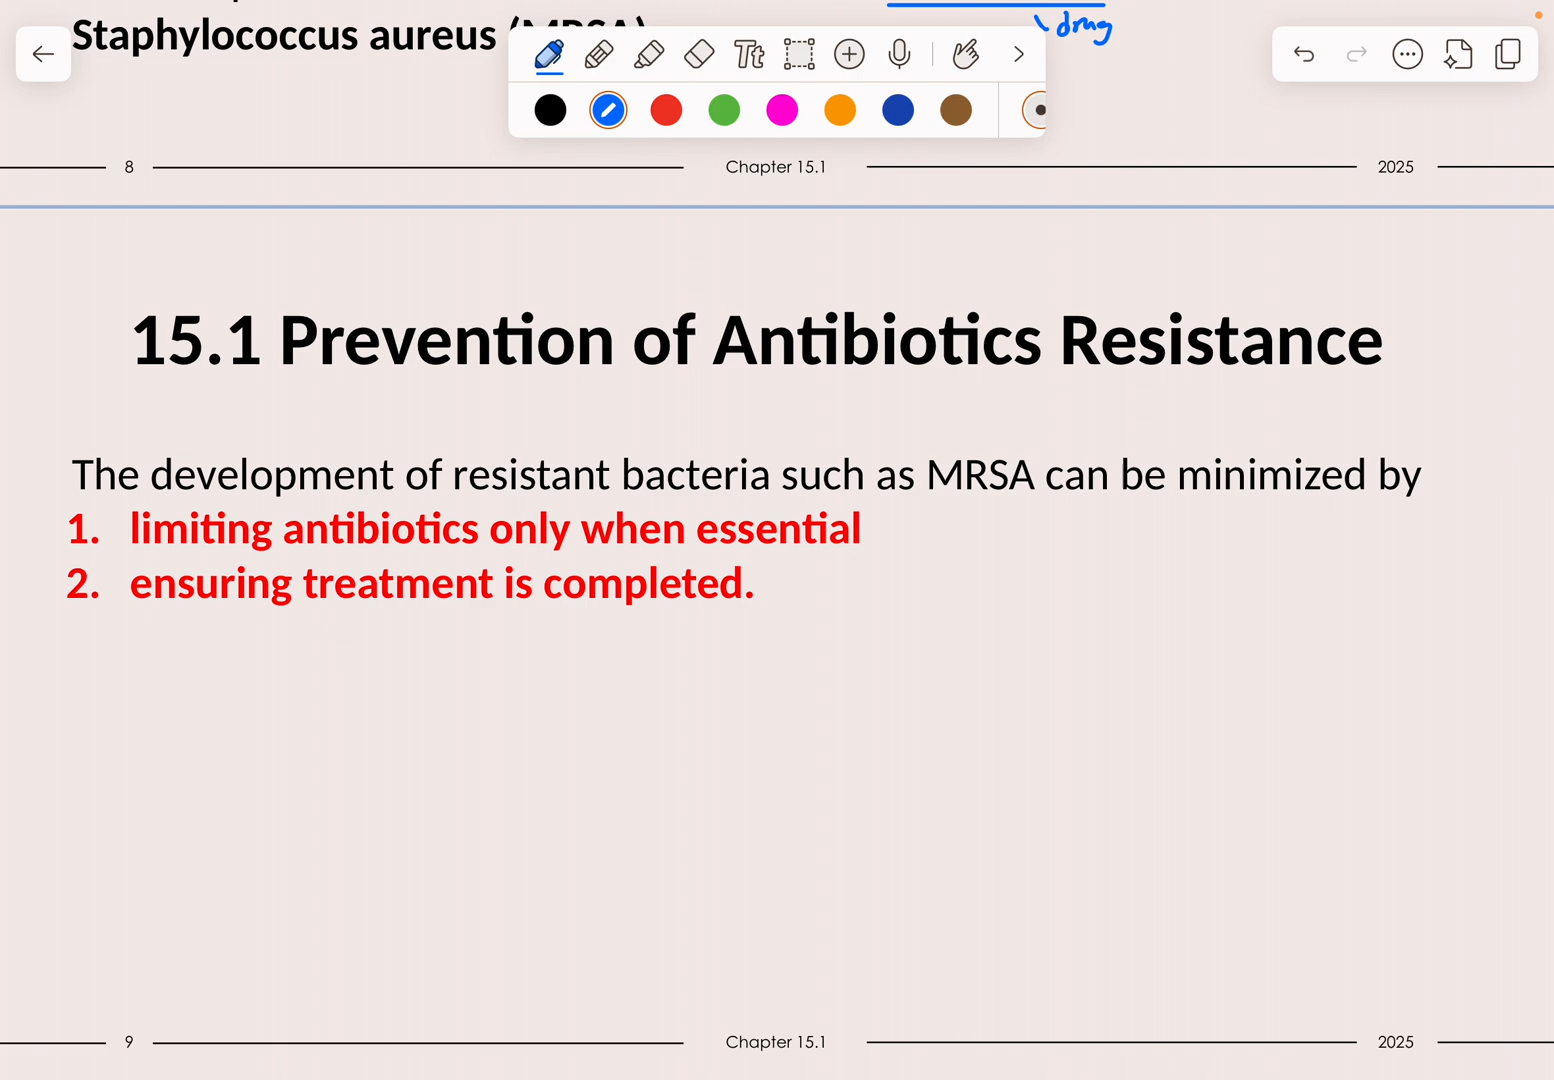 drug
Staphylococcus aureus (MRSA)
Tt
8 Chapter 15.1 2025
15.1 Prevention of Antibiotics Resistance
The development of resistant bacteria such as MRSA can be minimized by
1. limiting antibiotics only when essential
2. ensuring treatment is completed.
9 Chapter 15.1 2025